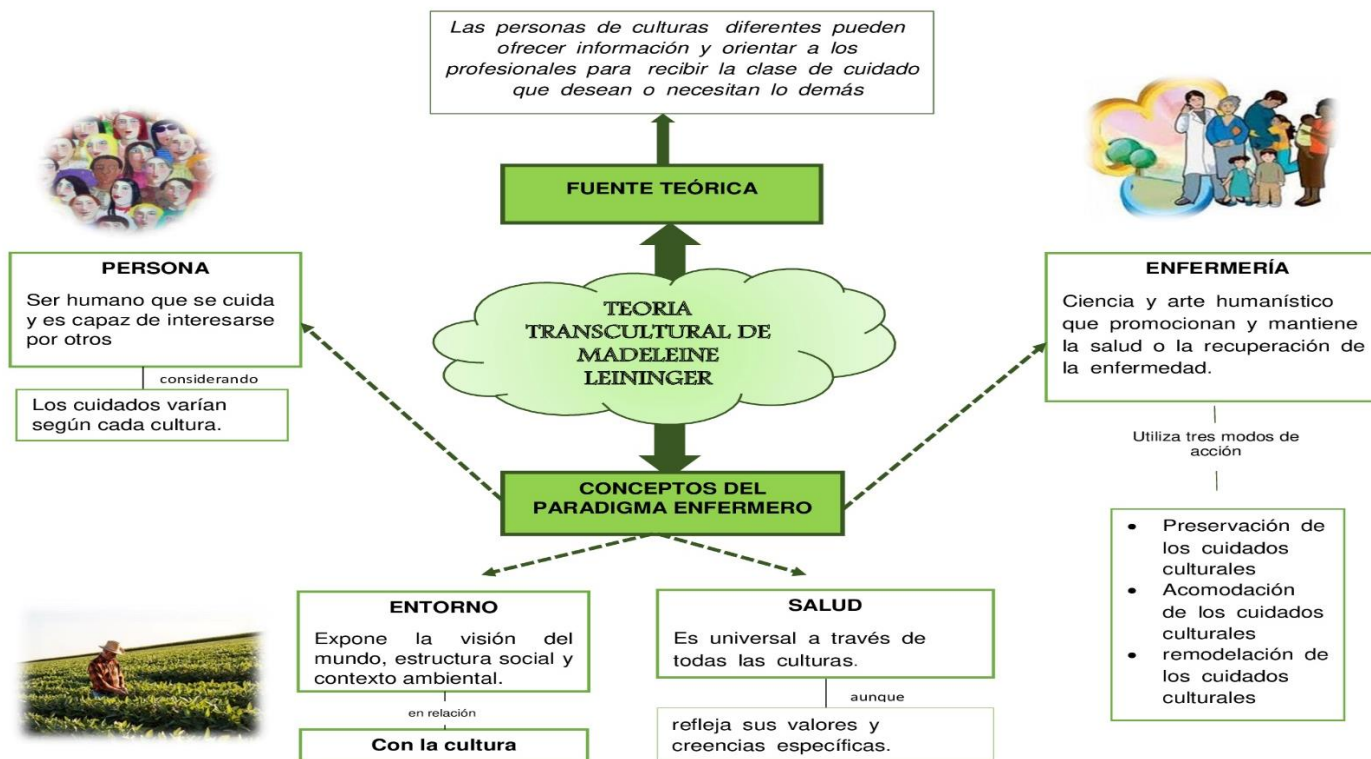 Las personas de culturas diferentes pueden
ofrecer información y orientar a los
profesionales para recibir la clase de cuidado
que desean o necesitan lo demás
FUENTE TEÓRICA
TEORIA
TRANSCULTURAL DE
MADELEINE
LEININGER
PERSONA
Ser humano que se cuida
y es capaz de interesarse
por otros
considerando
Los cuidados varían
según cada cultura.
ENFERMERÍA
Ciencia y arte humanístico
que promocionan y mantiene
la salud o la recuperación de
la enfermedad.
Utiliza tres modos de
acción
• Preservación de
los cuidados
culturales
• Acomodación
de los cuidados
culturales
• remodelación de
los cuidados
culturales
CONCEPTOS DEL
PARADIGMA ENFERMERO
ENTORNO
Expone la visión del
mundo, estructura social y
contexto ambiental.
en relación
Con la cultura
SALUD
Es universal a través de
todas las culturas.
aunque
refleja sus valores y
creencias específicas.